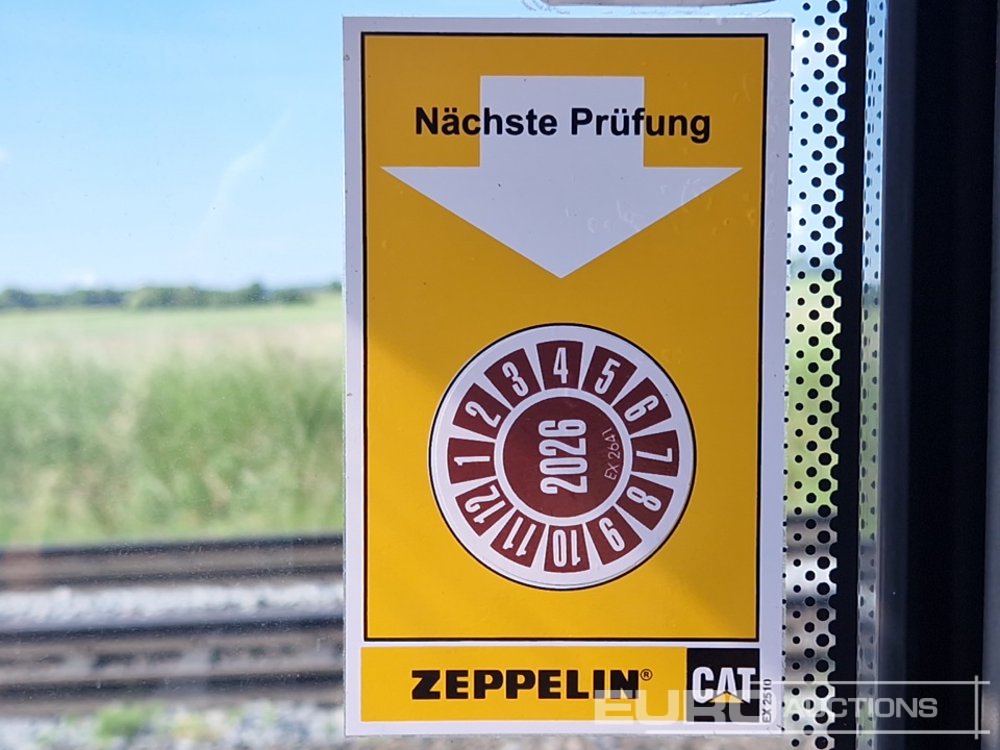 Nächste Prüfung
1 2 3 4 5 6 7 8 9 10 11 12
2026
EX 2641
ZEPPELIN®
CAT
EX 2510
EURO AUCTIONS